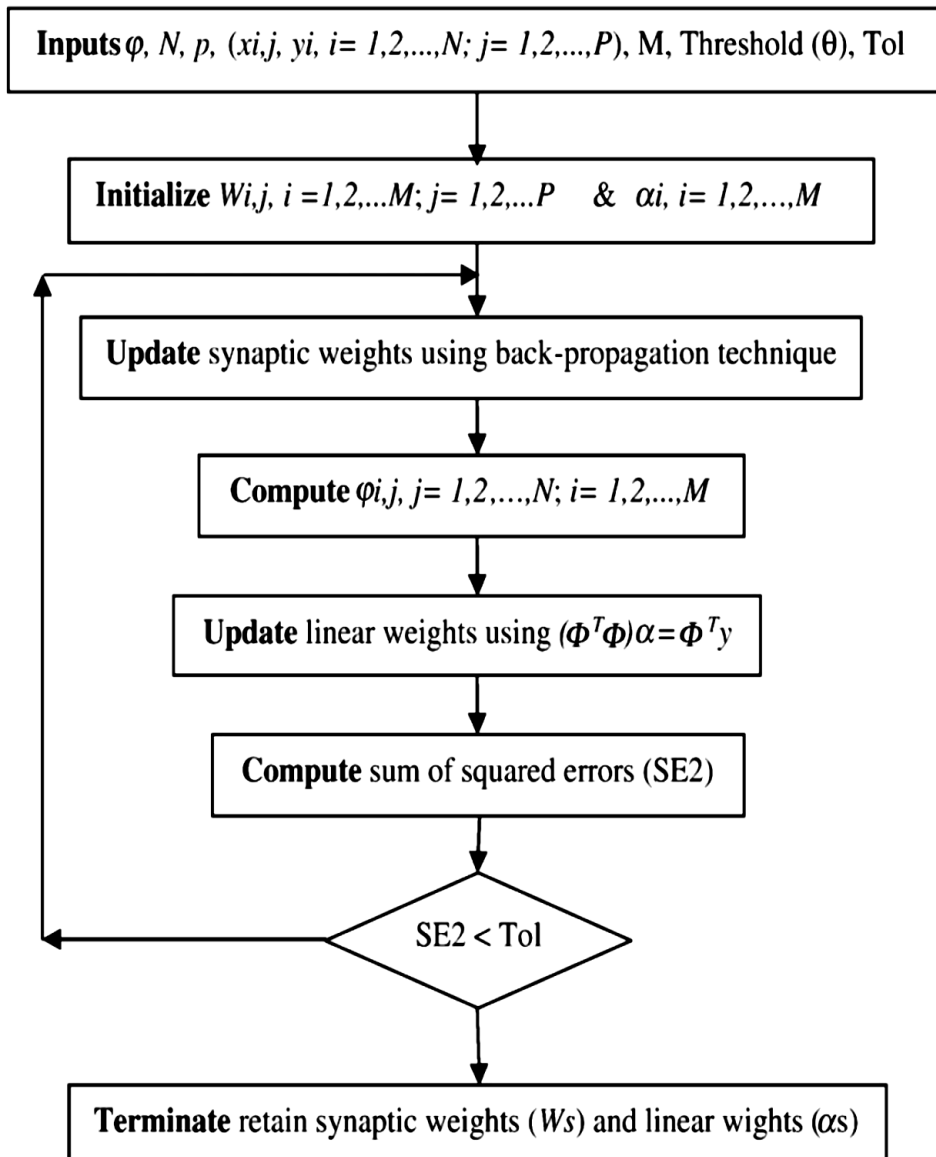 Inputs φ, N, p, (xi,j, yi, i= 1,2,...,N; j= 1,2,...,P), M, Threshold (θ), Tol
Initialize Wi,j, i =1,2,...M; j= 1,2,...P & αi, i= 1,2,...,M
Update synaptic weights using back-propagation technique
Compute φi,j, j= 1,2,...,N; i= 1,2,...,M
Update linear weights using (ΦᵀΦ)α=Φᵀy
Compute sum of squared errors (SE2)
SE2 < Tol
Terminate retain synaptic weights (Ws) and linear wights (αs)